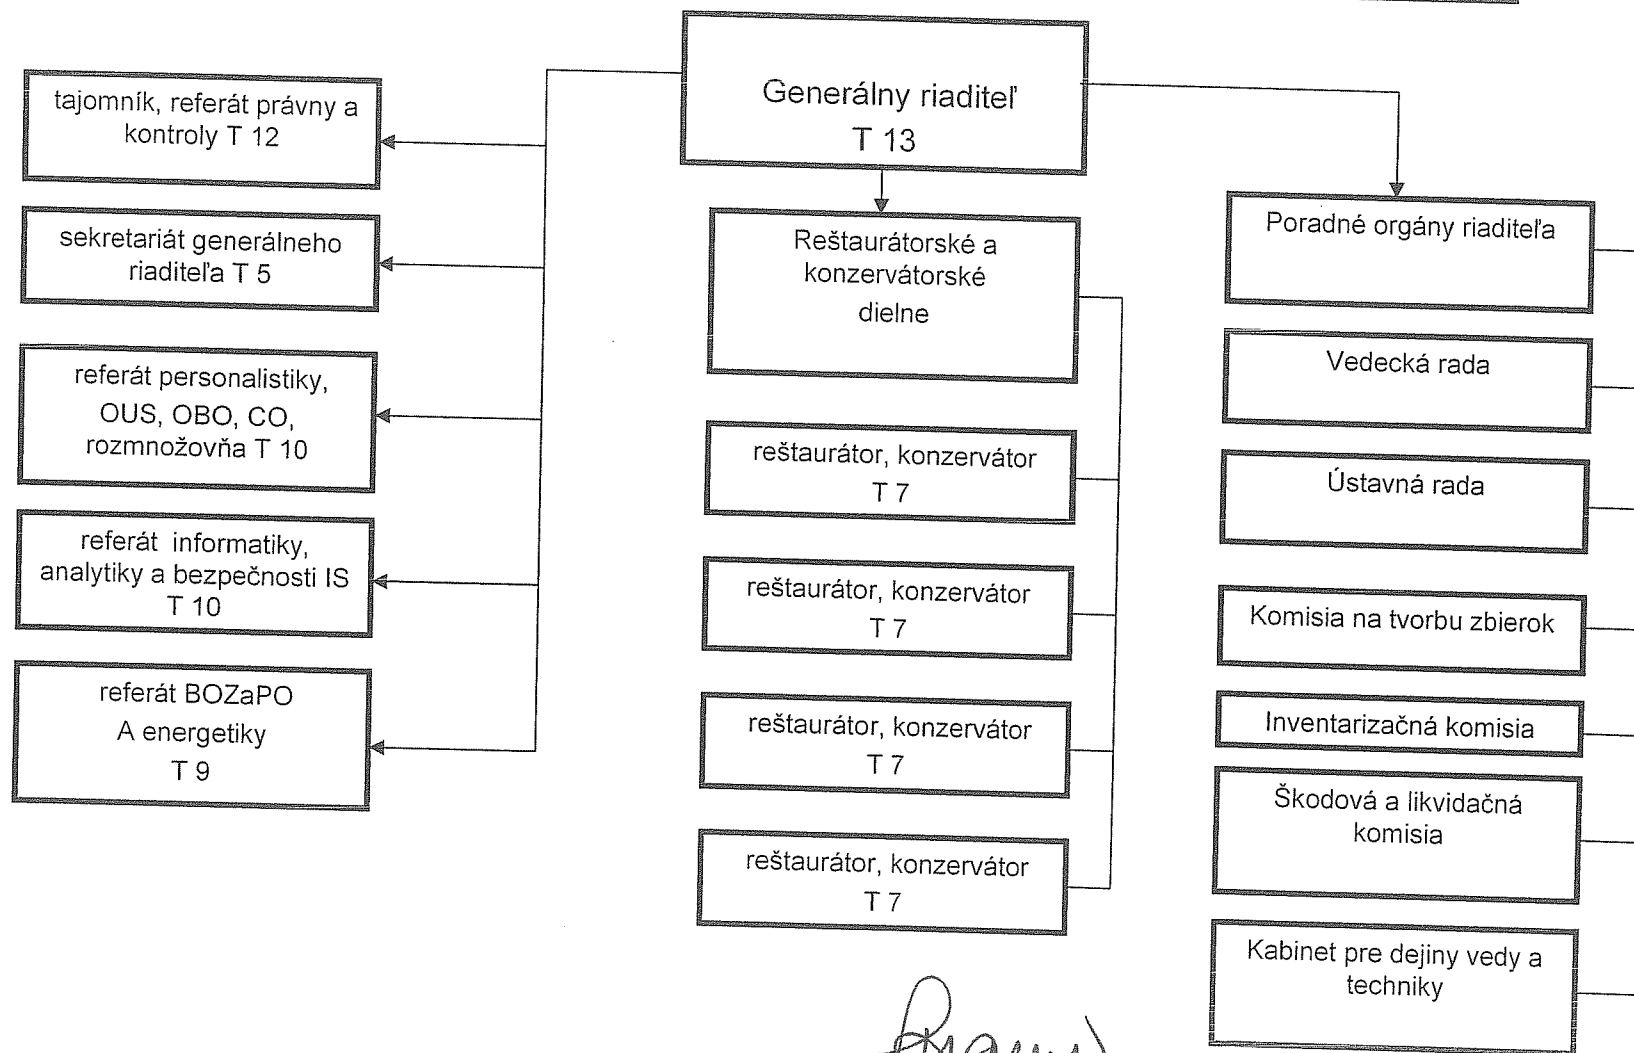 Generálny riaditeľ
T 13
tajomník, referát právny a
kontroly T 12
sekretariát generálneho
riaditeľa T 5
referát personalistiky,
OUS, OBO, CO,
rozmnožovňa T 10
referát informatiky,
analytiky a bezpečnosti IS
T 10
referát BOZaPO
A energetiky
T 9
Reštaurátorské a
konzervátorské
dielne
reštaurátor, konzervátor
T 7
reštaurátor, konzervátor
T 7
reštaurátor, konzervátor
T 7
reštaurátor, konzervátor
T 7
Poradné orgány riaditeľa
Vedecká rada
Ústavná rada
Komisia na tvorbu zbierok
Inventarizačná komisia
Škodová a likvidačná
komisia
Kabinet pre dejiny vedy a
techniky